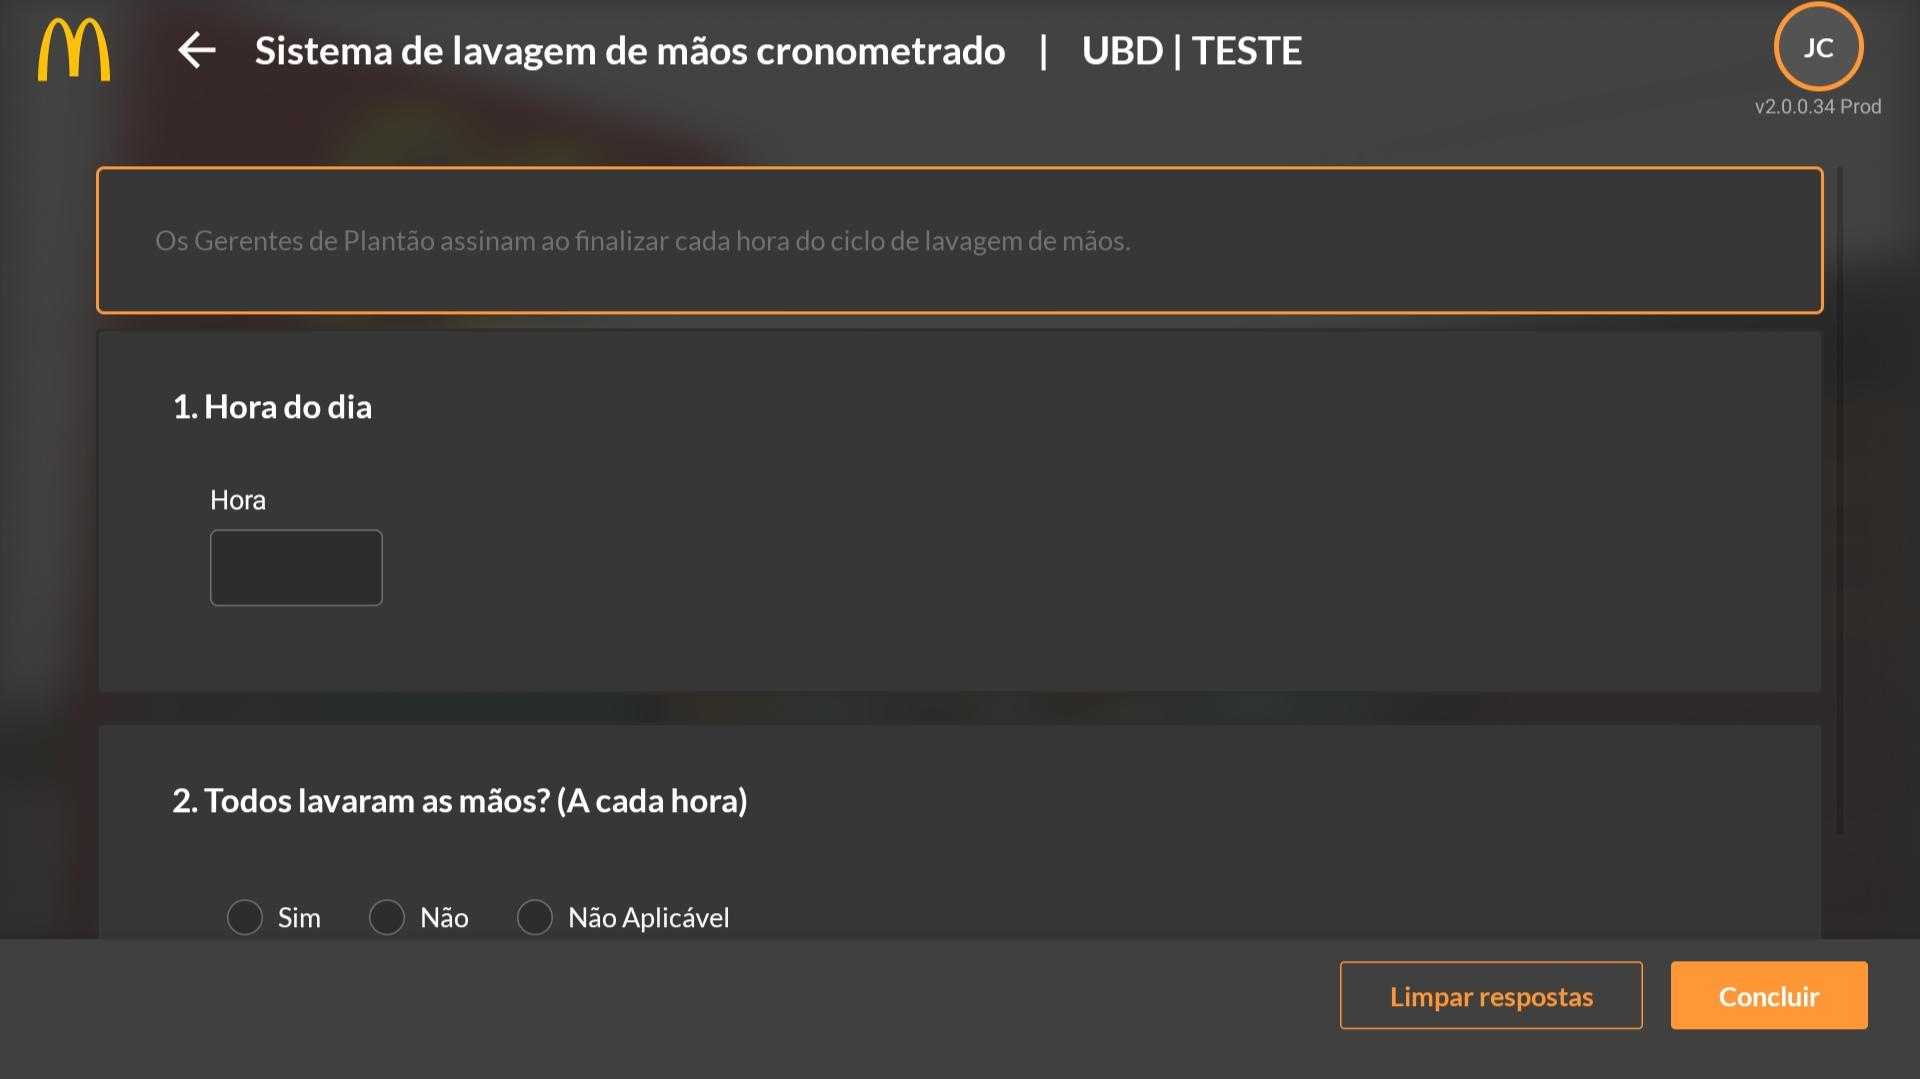 Sistema de lavagem de mãos cronometrado | UBD | TESTE
JC
v2.0.0.34 Prod
Os Gerentes de Plantão assinam ao finalizar cada hora do ciclo de lavagem de mãos.
1. Hora do dia
Hora
2. Todos lavaram as mãos? (A cada hora)
Sim Não Não Aplicável
Limpar respostas Concluir